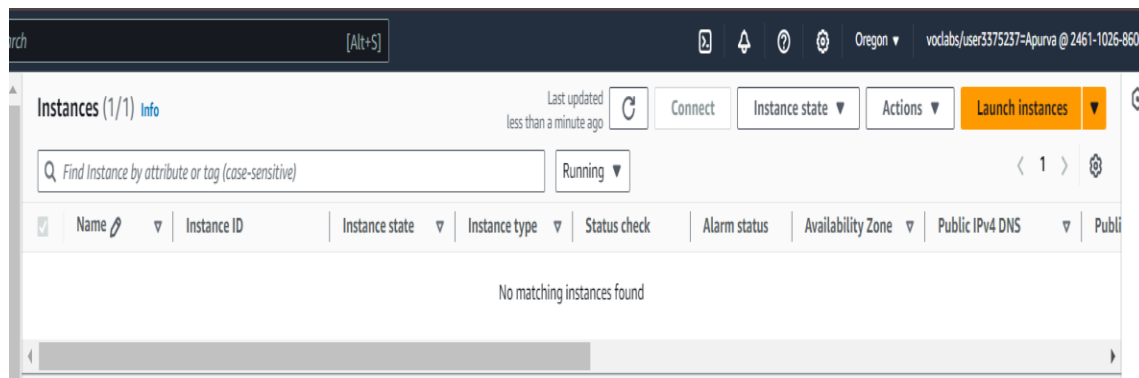 [Alt+S] Oregon voclabs/user3375237=Apurva @ 2461-1026-860
Instances (1/1) Info Last updated less than a minute ago Connect Instance state Actions Launch instances
Find Instance by attribute or tag (case-sensitive) Running 1
Name Instance ID Instance state Instance type Status check Alarm status Availability Zone Public IPv4 DNS
No matching instances found